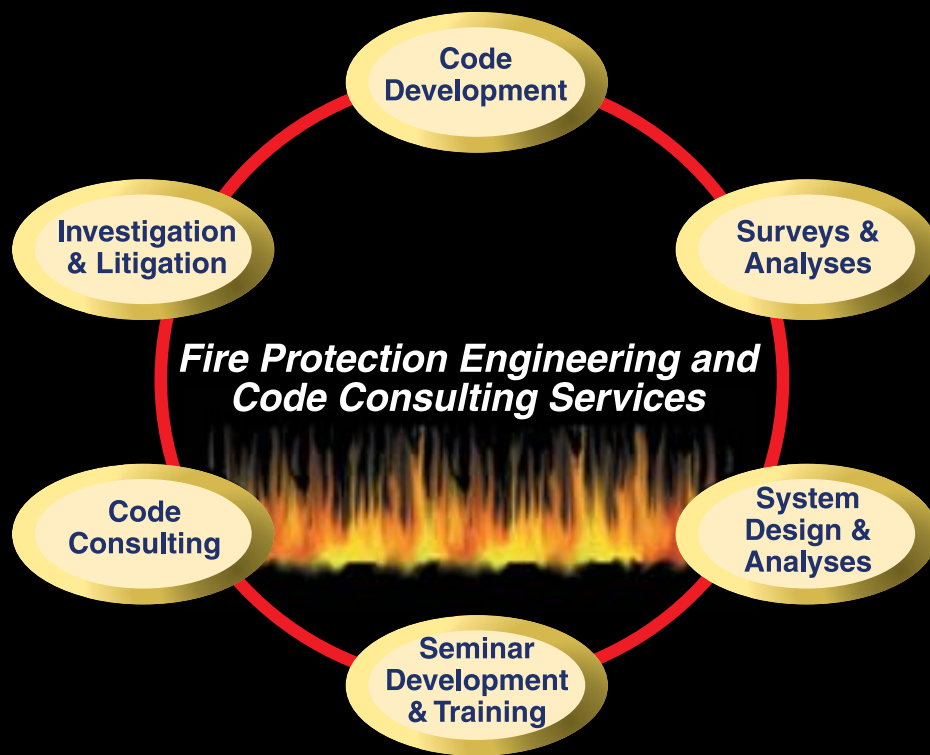 Code
Development
Investigation
& Litigation
Surveys &
Analyses
Fire Protection Engineering and
Code Consulting Services
Code
Consulting
System
Design &
Analyses
Seminar
Development
& Training